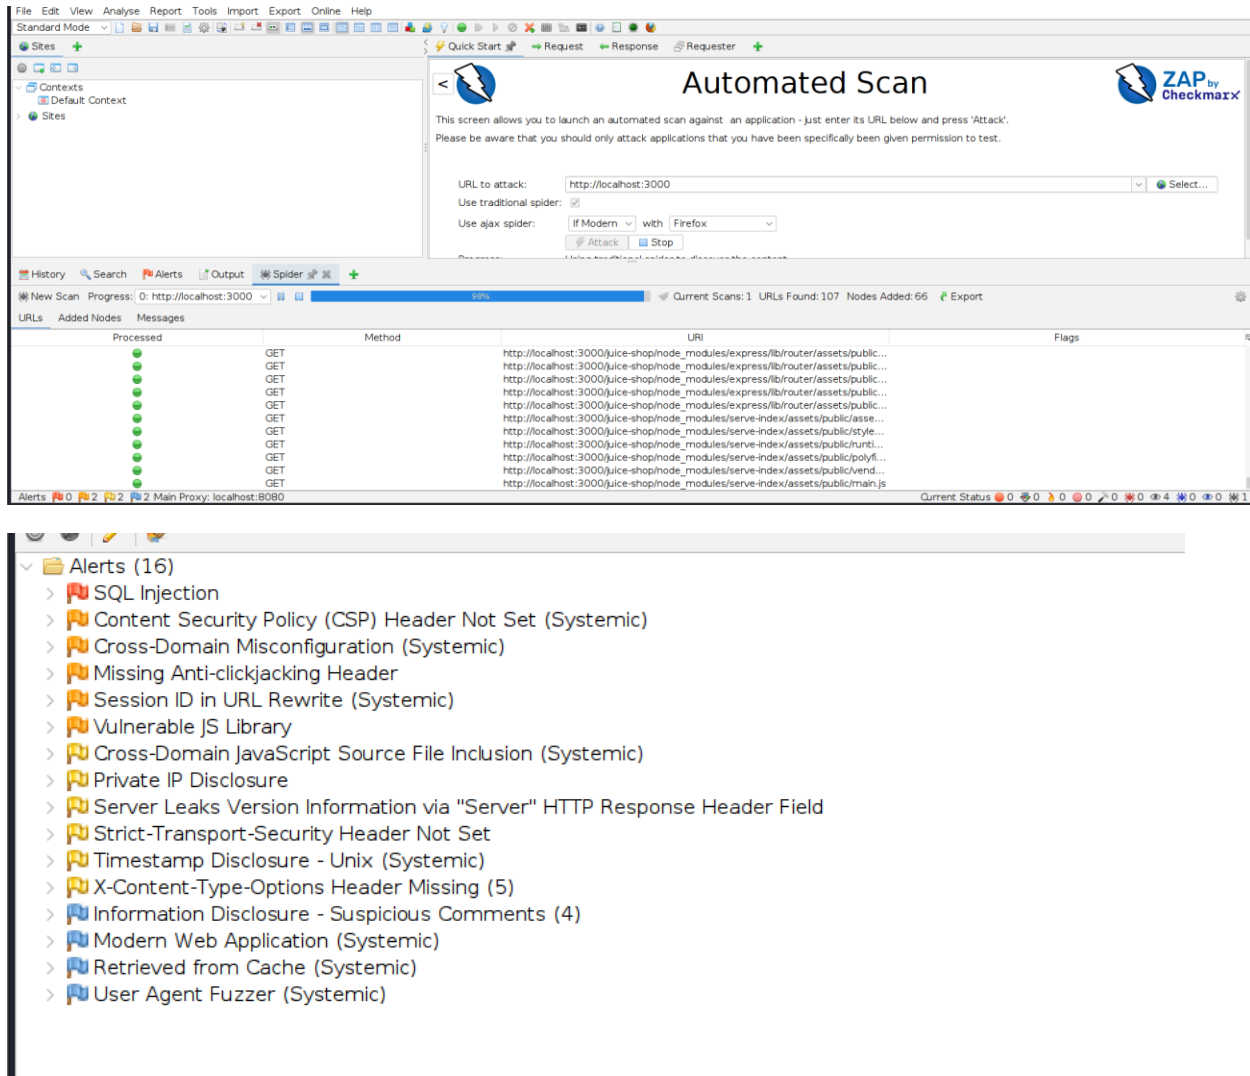 File Edit View Analyse Report Tools Import Export Online Help
Standard Mode
Sites
Quick Start Request Response Requester
Contexts
Default Context
Sites
<
Automated Scan
ZAP by
Checkmarx
This screen allows you to launch an automated scan against an application - just enter its URL below and press 'Attack'.
Please be aware that you should only attack applications that you have been specifically been given permission to test.
URL to attack: http://localhost:3000 Select...
Use traditional spider:
Use ajax spider: If Modern with Firefox
Attack Stop
Progress: Using traditional spider to discover the content
History Search Alerts Output Spider
New Scan Progress: 0: http://localhost:3000 98% Current Scans: 1 URLs Found: 107 Nodes Added: 66 Export
URLs Added Nodes Messages
Processed Method URI Flags
GET http://localhost:3000/juice-shop/node_modules/express/lib/router/assets/public...
GET http://localhost:3000/juice-shop/node_modules/express/lib/router/assets/public...
GET http://localhost:3000/juice-shop/node_modules/express/lib/router/assets/public...
GET http://localhost:3000/juice-shop/node_modules/express/lib/router/assets/public...
GET http://localhost:3000/juice-shop/node_modules/express/lib/router/assets/public...
GET http://localhost:3000/juice-shop/node_modules/serve-index/assets/public/asse...
GET http://localhost:3000/juice-shop/node_modules/serve-index/assets/public/style...
GET http://localhost:3000/juice-shop/node_modules/serve-index/assets/public/runti...
GET http://localhost:3000/juice-shop/node_modules/serve-index/assets/public/polyfi...
GET http://localhost:3000/juice-shop/node_modules/serve-index/assets/public/vend...
GET http://localhost:3000/juice-shop/node_modules/serve-index/assets/public/main.js
Alerts 0 2 2 2 Main Proxy: localhost:8080 Current Status 0 0 0 0 0 0 4 0 0 1
Alerts (16)
SQL Injection
Content Security Policy (CSP) Header Not Set (Systemic)
Cross-Domain Misconfiguration (Systemic)
Missing Anti-clickjacking Header
Session ID in URL Rewrite (Systemic)
Vulnerable JS Library
Cross-Domain JavaScript Source File Inclusion (Systemic)
Private IP Disclosure
Server Leaks Version Information via "Server" HTTP Response Header Field
Strict-Transport-Security Header Not Set
Timestamp Disclosure - Unix (Systemic)
X-Content-Type-Options Header Missing (5)
Information Disclosure - Suspicious Comments (4)
Modern Web Application (Systemic)
Retrieved from Cache (Systemic)
User Agent Fuzzer (Systemic)